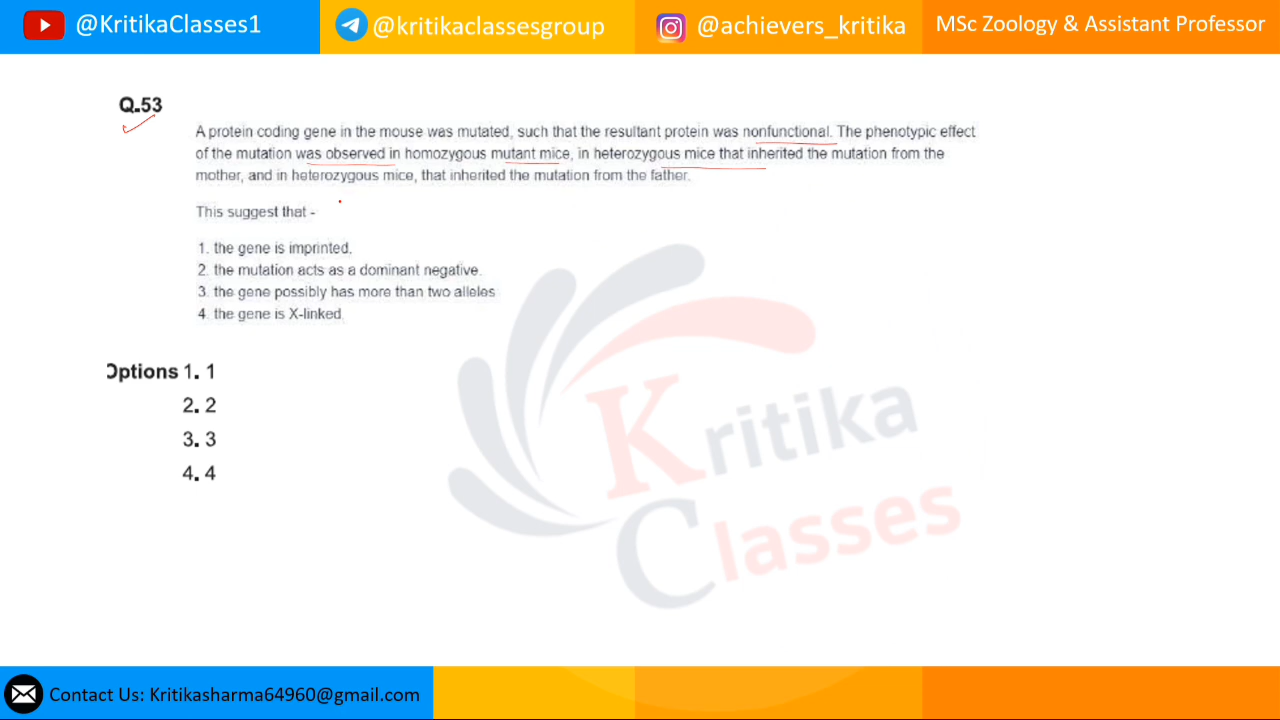 @KritikaClasses1 @kritikaclassesgroup @achievers_kritika MSc Zoology & Assistant Professor
Q.53
A protein coding gene in the mouse was mutated, such that the resultant protein was nonfunctional. The phenotypic effect
of the mutation was observed in homozygous mutant mice, in heterozygous mice that inherited the mutation from the
mother, and in heterozygous mice, that inherited the mutation from the father.
This suggest that -
1. the gene is imprinted.
2. the mutation acts as a dominant negative.
3. the gene possibly has more than two alleles
4. the gene is X-linked.
Options 1. 1
2. 2
3. 3
4. 4
Kritika
Classes
Contact Us: Kritikasharma64960@gmail.com